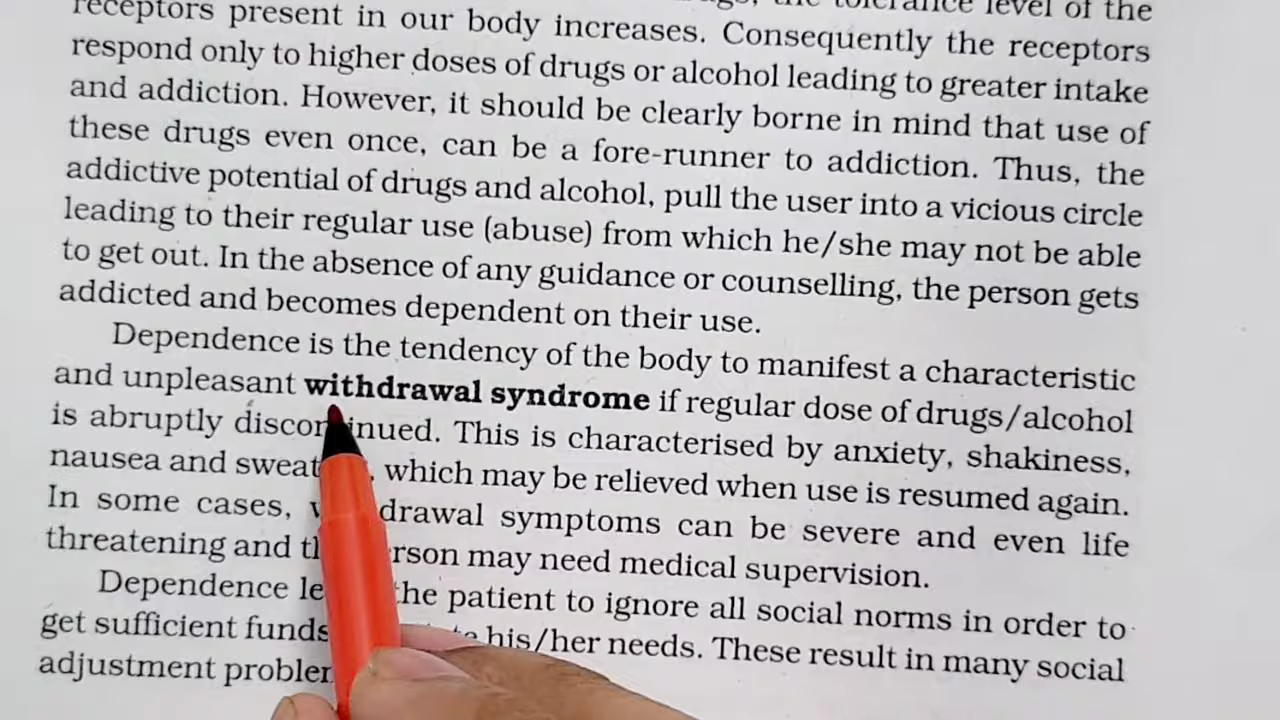 the tolerance level of the
receptors present in our body increases. Consequently the receptors
respond only to higher doses of drugs or alcohol leading to greater intake
and addiction. However, it should be clearly borne in mind that use of
these drugs even once, can be a fore-runner to addiction. Thus, the
addictive potential of drugs and alcohol, pull the user into a vicious circle
leading to their regular use (abuse) from which he/she may not be able
to get out. In the absence of any guidance or counselling, the person gets
addicted and becomes dependent on their use.
Dependence is the tendency of the body to manifest a characteristic
and unpleasant withdrawal syndrome if regular dose of drugs/alcohol
is abruptly discontinued. This is characterised by anxiety, shakiness,
nausea and which may be relieved when use is resumed again.
In some cases, withdrawal symptoms can be severe and even life
threatening and person may need medical supervision.
Dependence the patient to ignore all social norms in order to
get sufficient funds his/her needs. These result in many social
adjustment